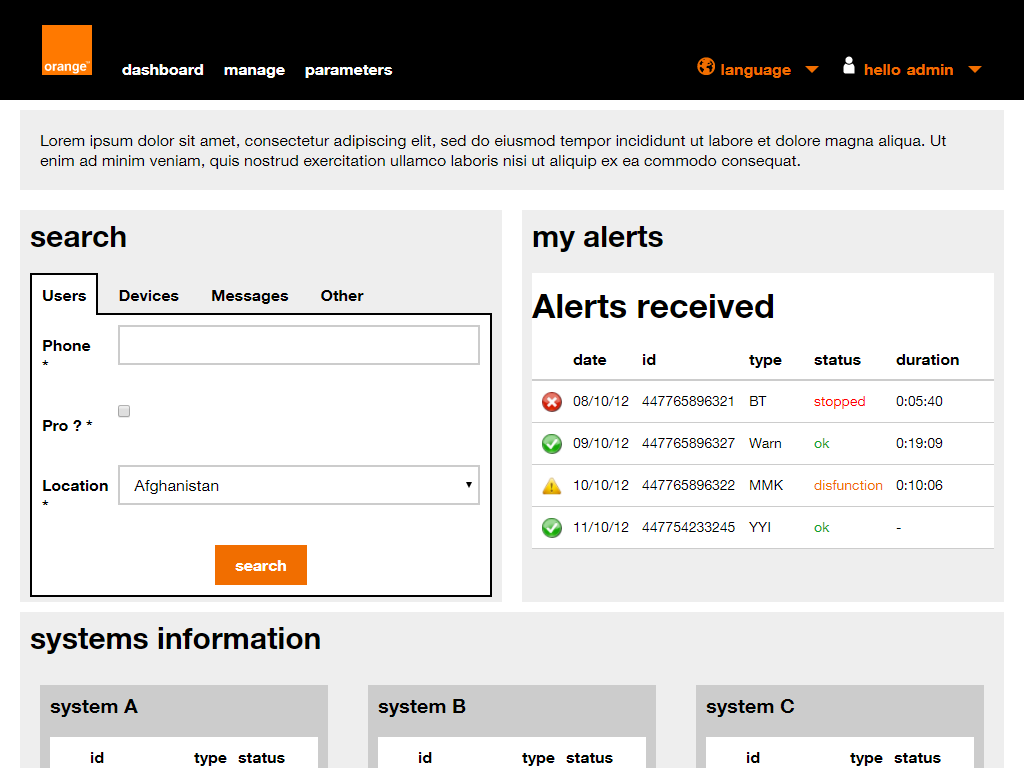 orange™
dashboard manage parameters
language hello admin
Lorem ipsum dolor sit amet, consectetur adipiscing elit, sed do eiusmod tempor incididunt ut labore et dolore magna aliqua. Ut
enim ad minim veniam, quis nostrud exercitation ullamco laboris nisi ut aliquip ex ea commodo consequat.
search
Users Devices Messages Other
Phone
*
Pro ? *
Location
*
Afghanistan
search
my alerts
Alerts received
date id type status duration
08/10/12 447765896321 BT stopped 0:05:40
09/10/12 447765896327 Warn ok 0:19:09
10/10/12 447765896322 MMK disfunction 0:10:06
11/10/12 447754233245 YYI ok -
systems information
system A
id type status
system B
id type status
system C
id type status